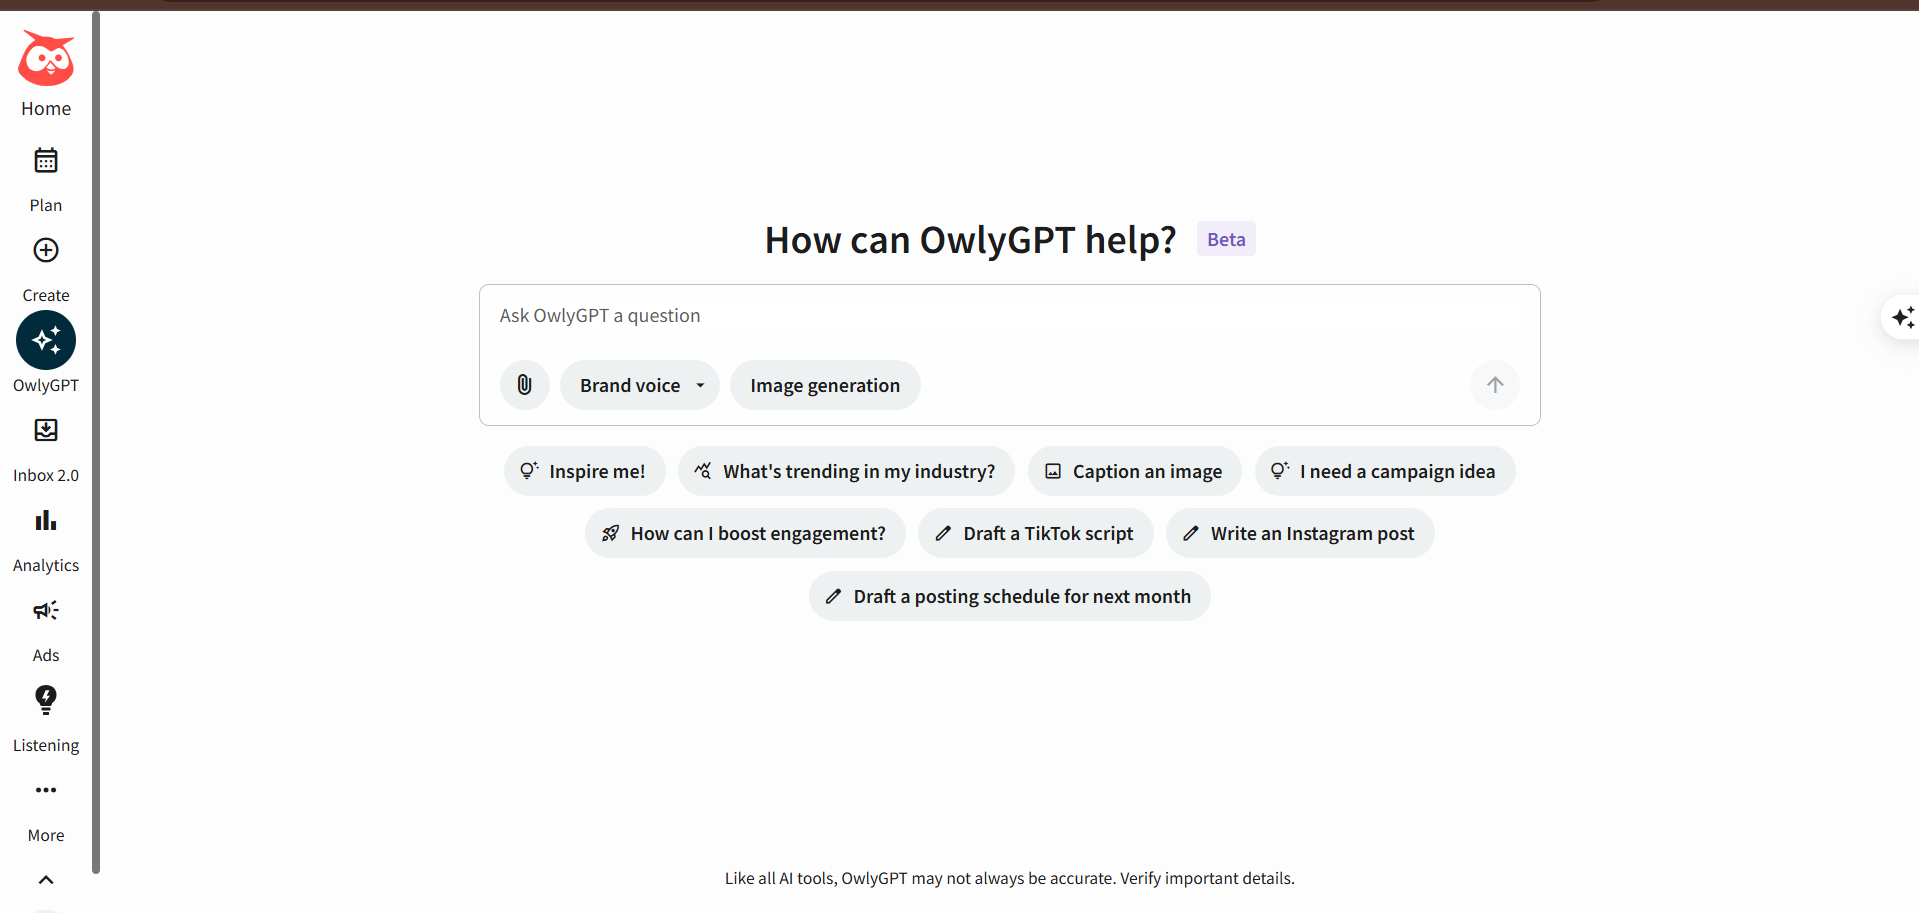 Home
Plan
Create
OwlyGPT
Inbox 2.0
Analytics
Ads
Listening
More
How can OwlyGPT help? Beta
Ask OwlyGPT a question
Brand voice Image generation
Inspire me! What's trending in my industry? Caption an image I need a campaign idea
How can I boost engagement? Draft a TikTok script Write an Instagram post
Draft a posting schedule for next month
Like all AI tools, OwlyGPT may not always be accurate. Verify important details.